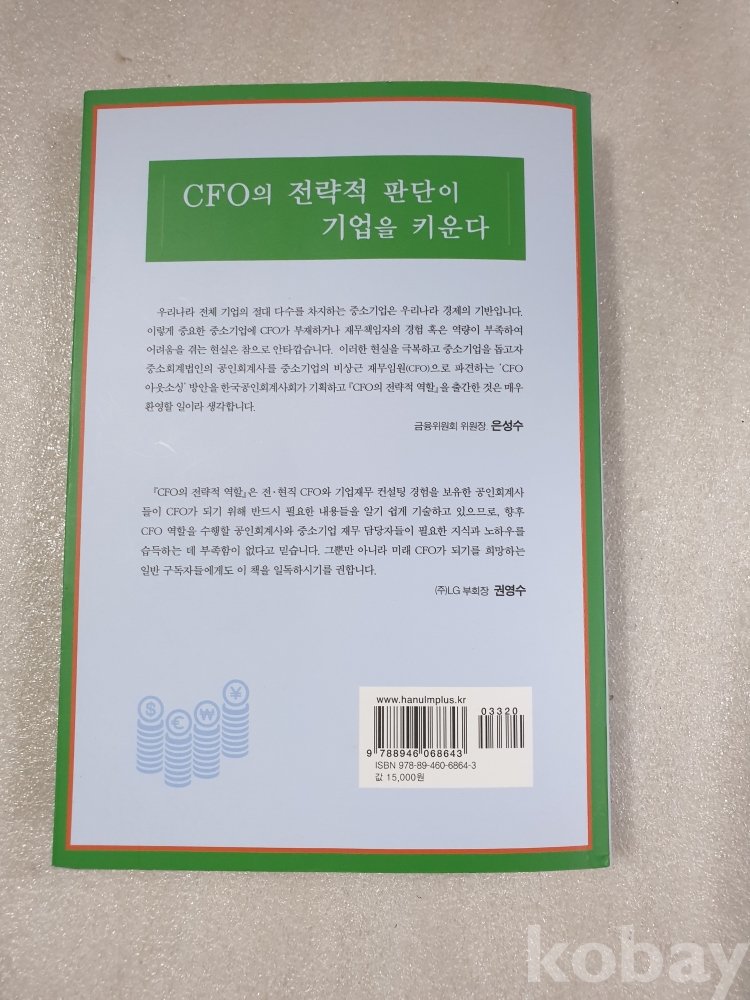 CFO의 전략적 판단이
기업을 키운다
우리나라 전체 기업의 절대 다수를 차지하는 중소기업은 우리나라 경제의 기반입니다.
이렇게 중요한 중소기업에 CFO가 부재하거나 재무책임자의 경험 혹은 역량이 부족하여
어려움을 겪는 현실은 참으로 안타깝습니다. 이러한 현실을 극복하고 중소기업을 돕고자
중소회계법인의 공인회계사를 중소기업의 비상근 재무임원(CFO)으로 파견하는 ‘CFO
아웃소싱’ 방안을 한국공인회계사회가 기획하고 『CFO의 전략적 역할』을 출간한 것은 매우
환영할 일이라 생각합니다.
금융위원회 위원장 은성수
『CFO의 전략적 역할』은 전·현직 CFO와 기업재무 컨설팅 경험을 보유한 공인회계사
들이 CFO가 되기 위해 반드시 필요한 내용들을 알기 쉽게 기술하고 있으므로, 향후
CFO 역할을 수행할 공인회계사와 중소기업 재무 담당자들이 필요한 지식과 노하우를
습득하는 데 부족함이 없다고 믿습니다. 그뿐만 아니라 미래 CFO가 되기를 희망하는
일반 구독자들에게도 이 책을 일독하시기를 권합니다.
(주)LG 부회장 권영수
$ € ₩ ¥
www.hanulmplus.kr
03320
9 788946 068643
ISBN 978-89-460-6864-3
값 15,000원
kobay